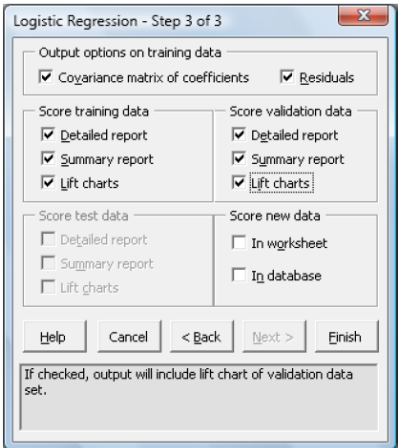 Logistic Regression - Step 3 of 3
Output options on training data
Covariance matrix of coefficients
Residuals
Score training data
Detailed report
Summary report
Lift charts
Score validation data
Detailed report
Summary report
Lift charts
Score test data
Detailed report
Summary report
Lift charts
Score new data
In worksheet
In database
Help
Cancel
< Back
Next >
Finish
If checked, output will include lift chart of validation data
set.